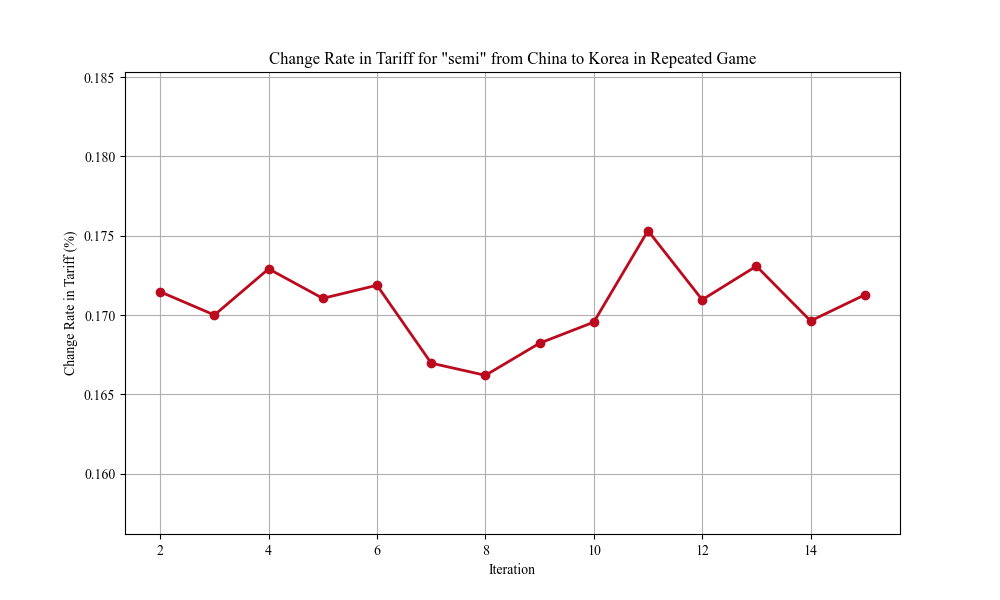 Change Rate in Tariff for "semi" from China to Korea in Repeated Game
0.185
0.180
0.175
0.170
0.165
0.160
Change Rate in Tariff (%)
2 4 6 8 10 12 14
Iteration